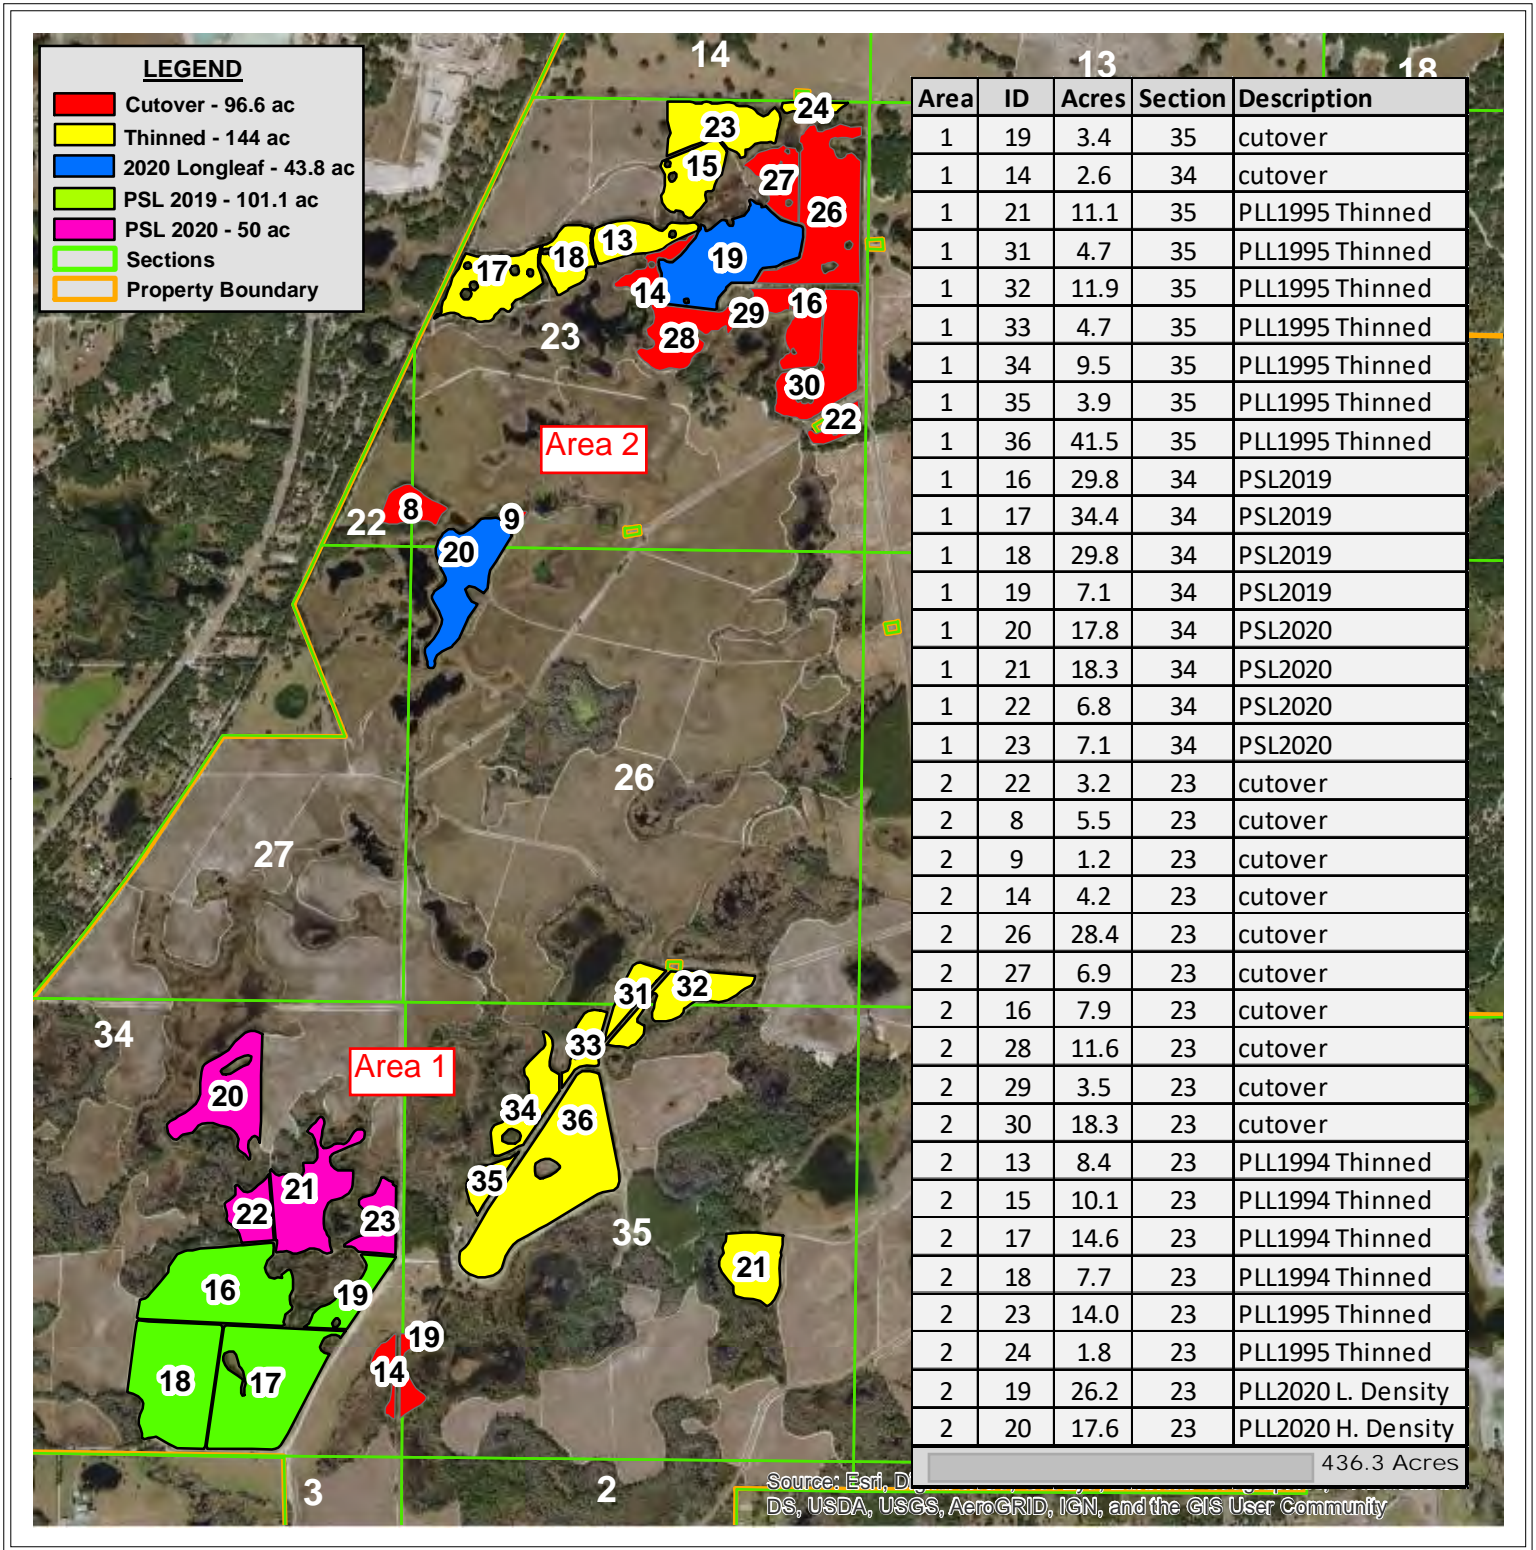 LEGEND
Cutover - 96.6 ac
Thinned - 144 ac
2020 Longleaf - 43.8 ac
PSL 2019 - 101.1 ac
PSL 2020 - 50 ac
Sections
Property Boundary
14
13
18
24
23
15
27
26
13
18
17
19
14
16
29
28
23
30
22
Area 2
8
22
9
20
26
27
34
31
32
33
Area 1
20
34
36
35
21
22
23
35
21
16
19
19
14
18
17
3
2
Area ID Acres Section Description
1 19 3.4 35 cutover
1 14 2.6 34 cutover
1 21 11.1 35 PLL1995 Thinned
1 31 4.7 35 PLL1995 Thinned
1 32 11.9 35 PLL1995 Thinned
1 33 4.7 35 PLL1995 Thinned
1 34 9.5 35 PLL1995 Thinned
1 35 3.9 35 PLL1995 Thinned
1 36 41.5 35 PLL1995 Thinned
1 16 29.8 34 PSL2019
1 17 34.4 34 PSL2019
1 18 29.8 34 PSL2019
1 19 7.1 34 PSL2019
1 20 17.8 34 PSL2020
1 21 18.3 34 PSL2020
1 22 6.8 34 PSL2020
1 23 7.1 34 PSL2020
2 22 3.2 23 cutover
2 8 5.5 23 cutover
2 9 1.2 23 cutover
2 14 4.2 23 cutover
2 26 28.4 23 cutover
2 27 6.9 23 cutover
2 16 7.9 23 cutover
2 28 11.6 23 cutover
2 29 3.5 23 cutover
2 30 18.3 23 cutover
2 13 8.4 23 PLL1994 Thinned
2 15 10.1 23 PLL1994 Thinned
2 17 14.6 23 PLL1994 Thinned
2 18 7.7 23 PLL1994 Thinned
2 23 14.0 23 PLL1995 Thinned
2 24 1.8 23 PLL1995 Thinned
2 19 26.2 23 PLL2020 L. Density
2 20 17.6 23 PLL2020 H. Density
436.3 Acres
Source: Esri,
DS, USDA, USGS, AeroGRID, IGN, and the GIS User Community